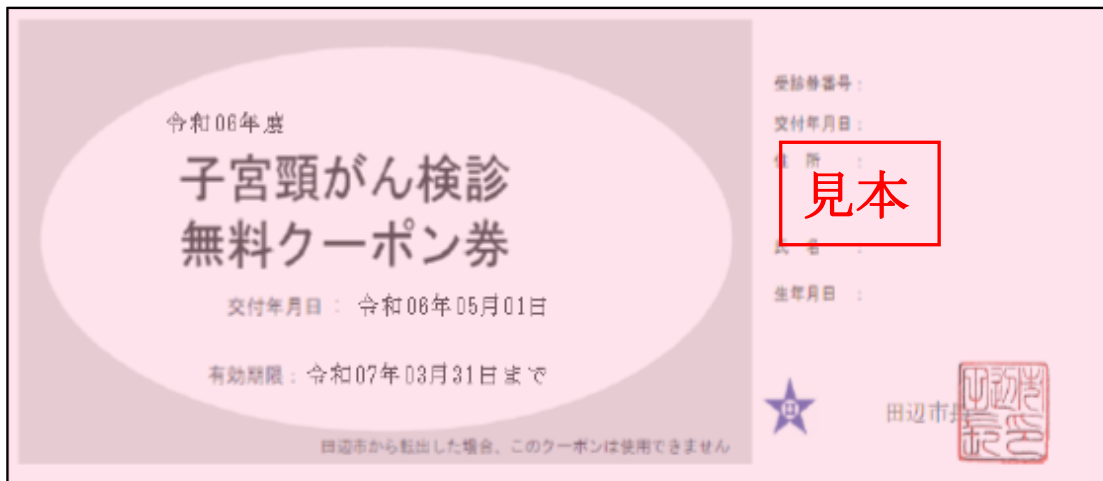 令和06年度
子宮頸がん検診
無料クーポン券
交付年月日： 令和06年05月01日
有効期限：令和07年03月31日まで
田辺市から転出した場合、このクーポンは使用できません
受診券番号：
交付年月日：
住　所　：
見本
氏　名　：
生年月日　：
田辺市長